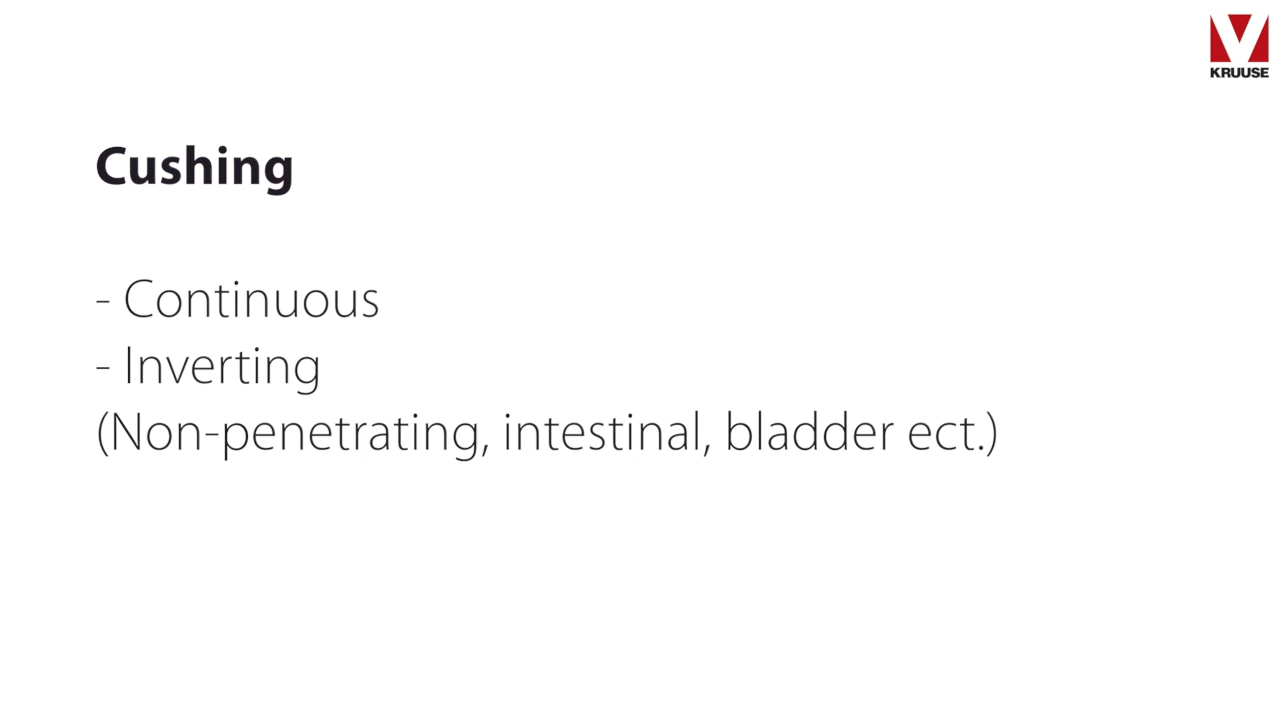 KRUUSE
Cushing
- Continuous
- Inverting
(Non-penetrating, intestinal, bladder ect.)